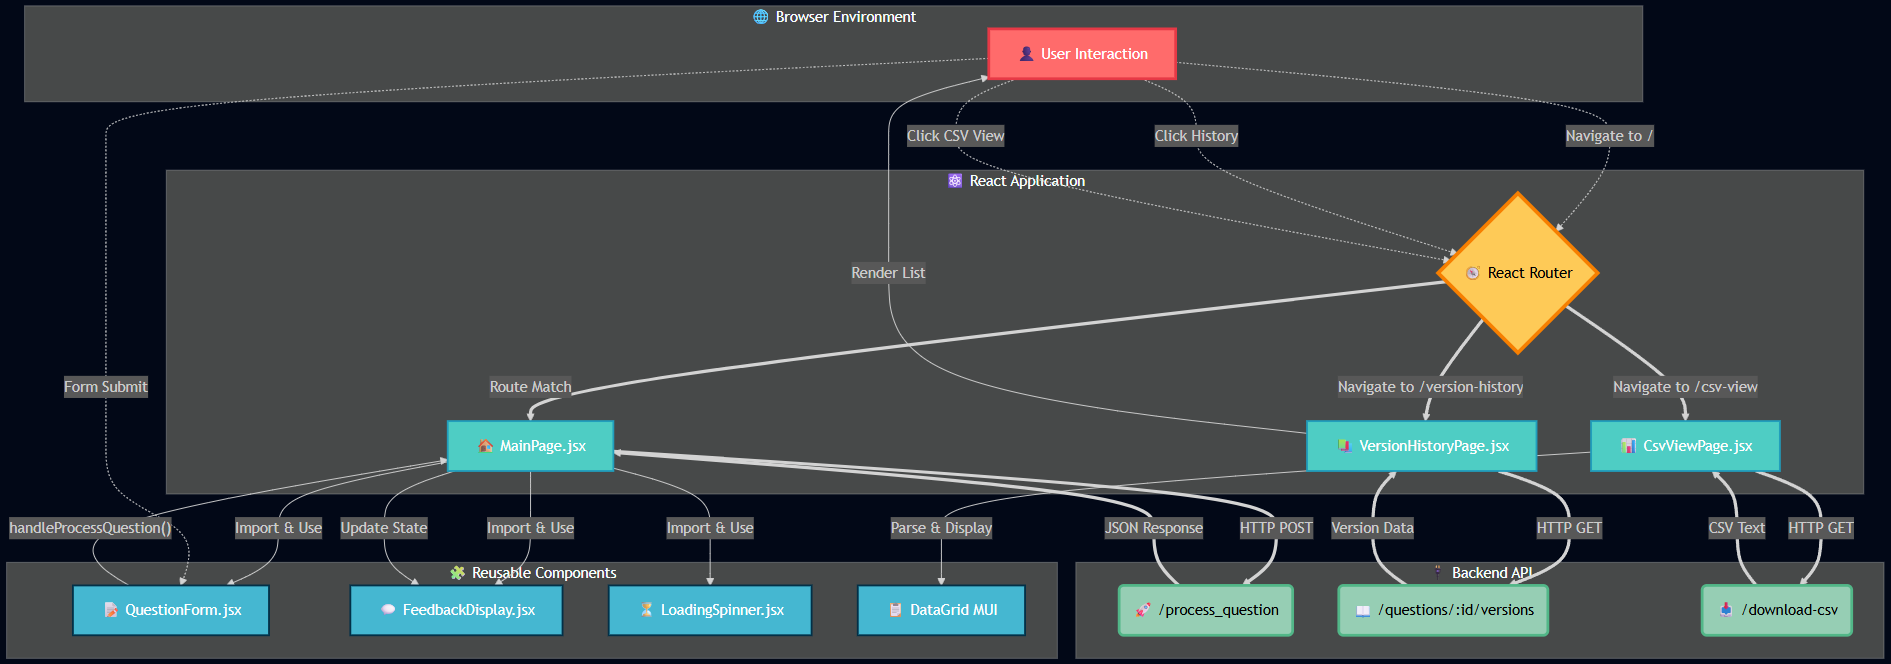 🌐 Browser Environment
👤 User Interaction
Click CSV View
Click History
Navigate to /
⚛️ React Application
Render List
🧭 React Router
Form Submit
Route Match
Navigate to /version-history
Navigate to /csv-view
🏠 MainPage.jsx
VersionHistoryPage.jsx
📊 CsvViewPage.jsx
handleProcessQuestion()
Import & Use
Update State
Import & Use
Import & Use
Parse & Display
JSON Response
HTTP POST
Version Data
HTTP GET
CSV Text
HTTP GET
🧩 Reusable Components
Backend API
📝 QuestionForm.jsx
💬 FeedbackDisplay.jsx
⏳ LoadingSpinner.jsx
📋 DataGrid MUI
🚀 /process_question
📖 /questions/:id/versions
📥 /download-csv